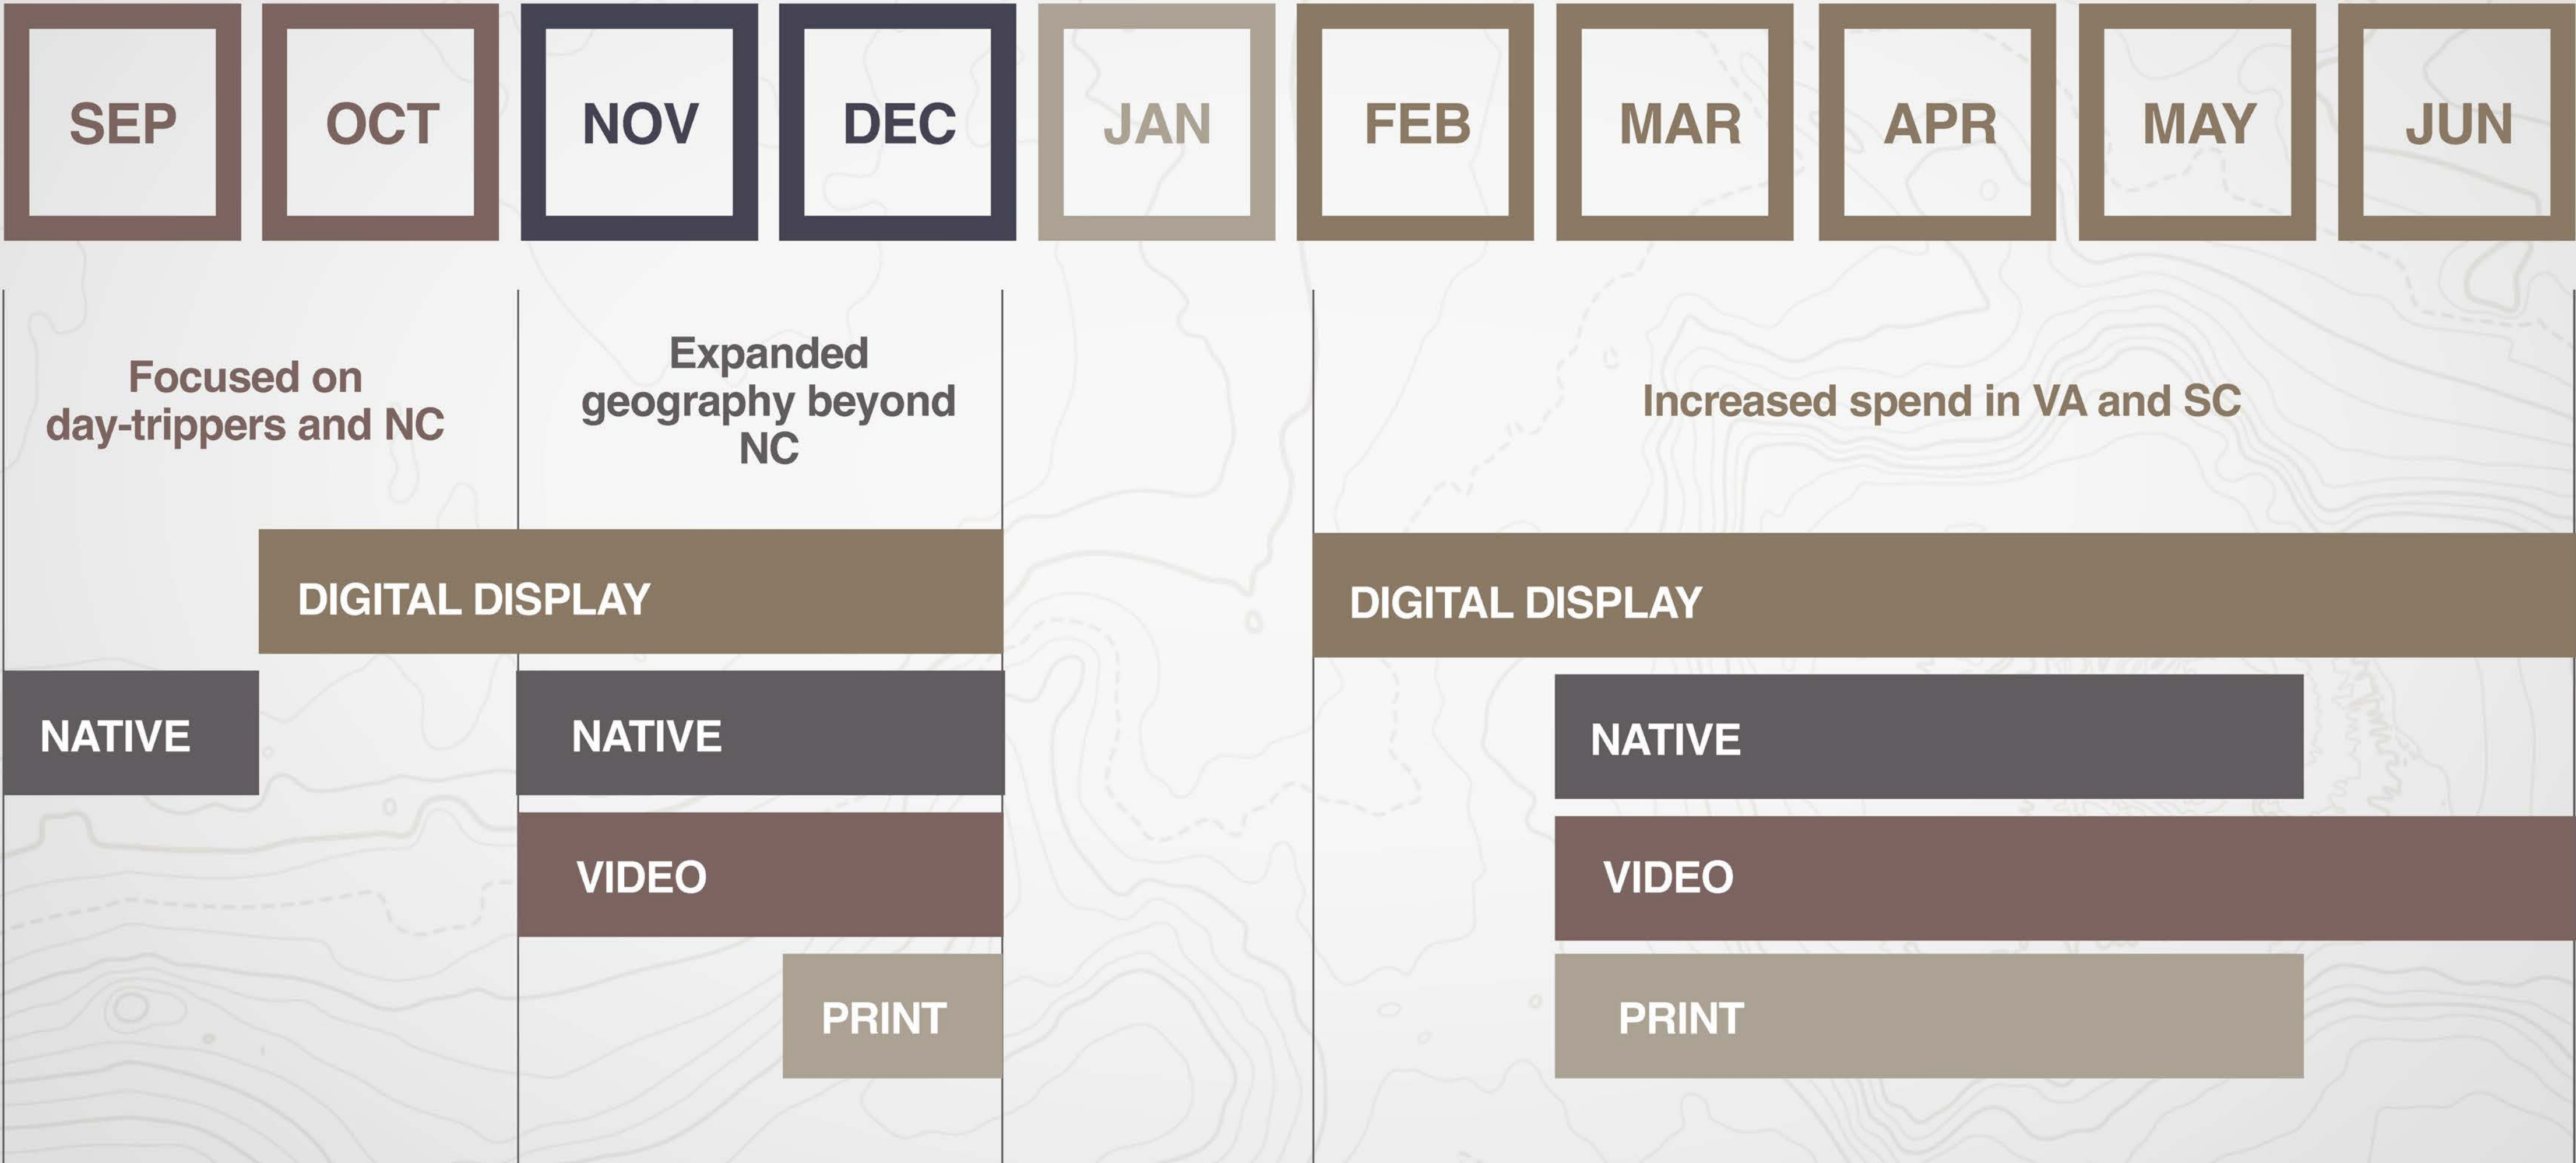 SEP
OCT
NOV
DEC
JAN
FEB
MAR
APR
MAY
JUN
Focused on
day-trippers and NC
Expanded
geography beyond
NC
Increased spend in VA and SC
DIGITAL DISPLAY
DIGITAL DISPLAY
NATIVE
NATIVE
NATIVE
VIDEO
VIDEO
PRINT
PRINT